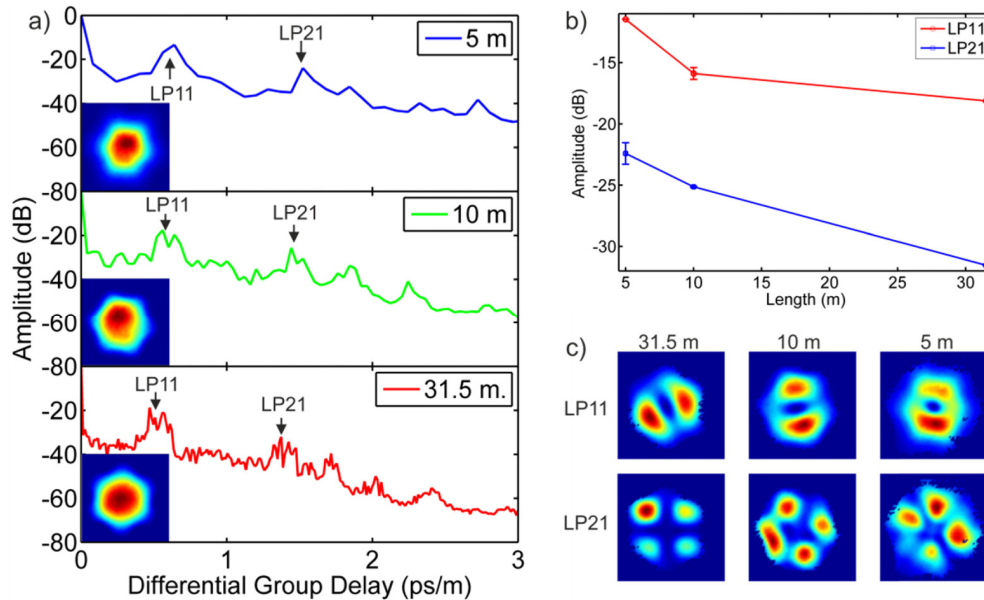 a)
Amplitude (dB)
0
-20
-40
-60
-80
LP11
LP21
5 m
-20
-40
-60
-80
LP11
LP21
10 m
-20
-40
-60
-80
LP11
LP21
31.5 m.
0
1
2
3
Differential Group Delay (ps/m)
b)
Amplitude (dB)
-15
-20
-25
-30
LP11
LP21
5
10
15
20
25
30
Length (m)
c)
31.5 m
10 m
5 m
LP11
LP21